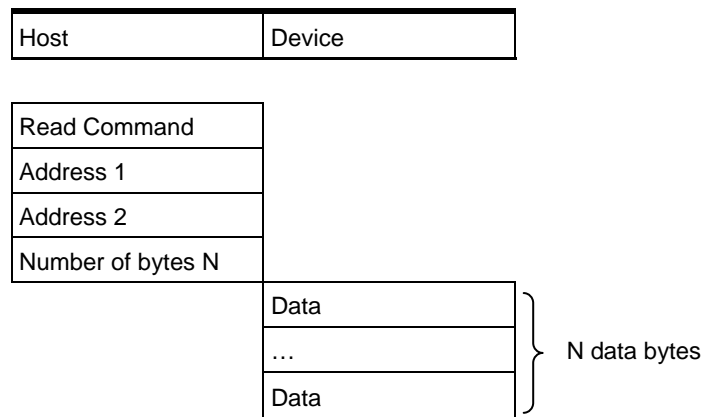 Host Device
Read Command
Address 1
Address 2
Number of bytes N
Data
… N data bytes
Data